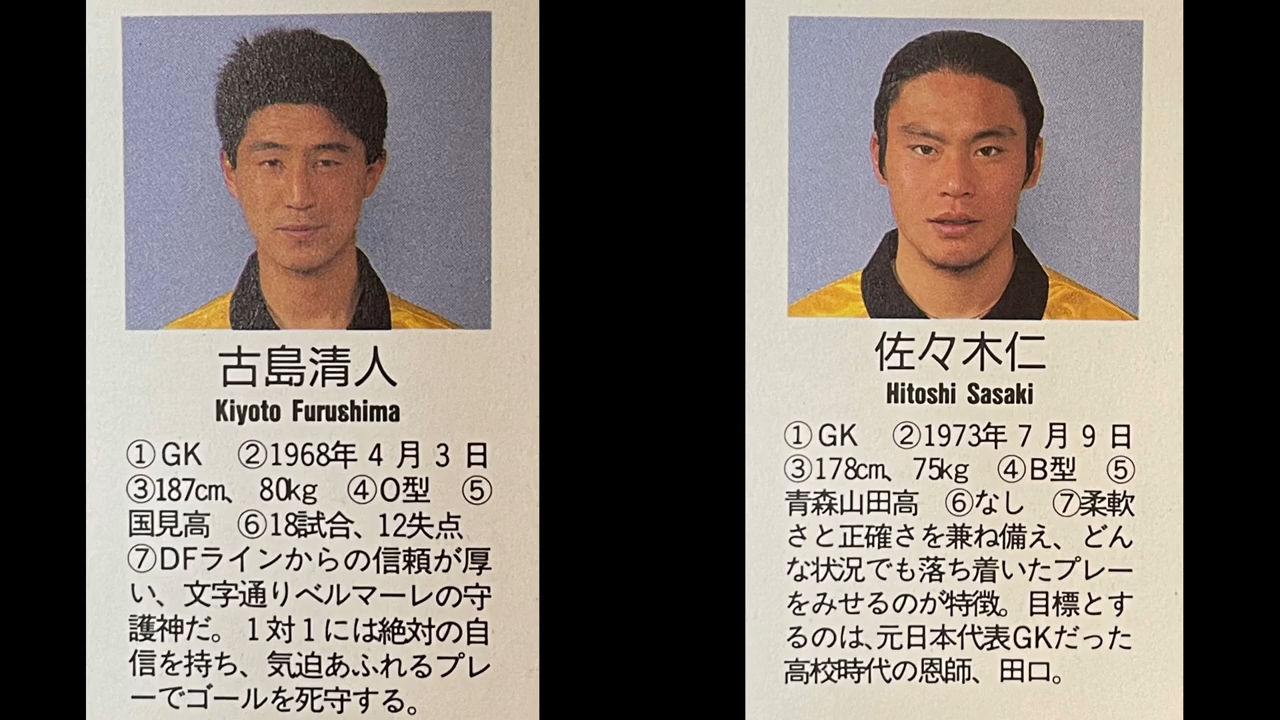 古島清人
Kiyoto Furushima
①GK ②1968年4月3日
③187cm、80kg ④O型 ⑤
国見高 ⑥18試合、12失点
⑦DFラインからの信頼が厚
い、文字通りベルマーレの守
護神だ。1対1には絶対の自
信を持ち、気迫あふれるプレ
ーでゴールを死守する。
佐々木仁
Hitoshi Sasaki
①GK ②1973年7月9日
③178cm、75kg ④B型 ⑤
青森山田高 ⑥なし ⑦柔軟
さと正確さを兼ね備え、どん
な状況でも落ち着いたプレー
をみせるのが特徴。目標とす
るのは、元日本代表GKだった
高校時代の恩師、田口。